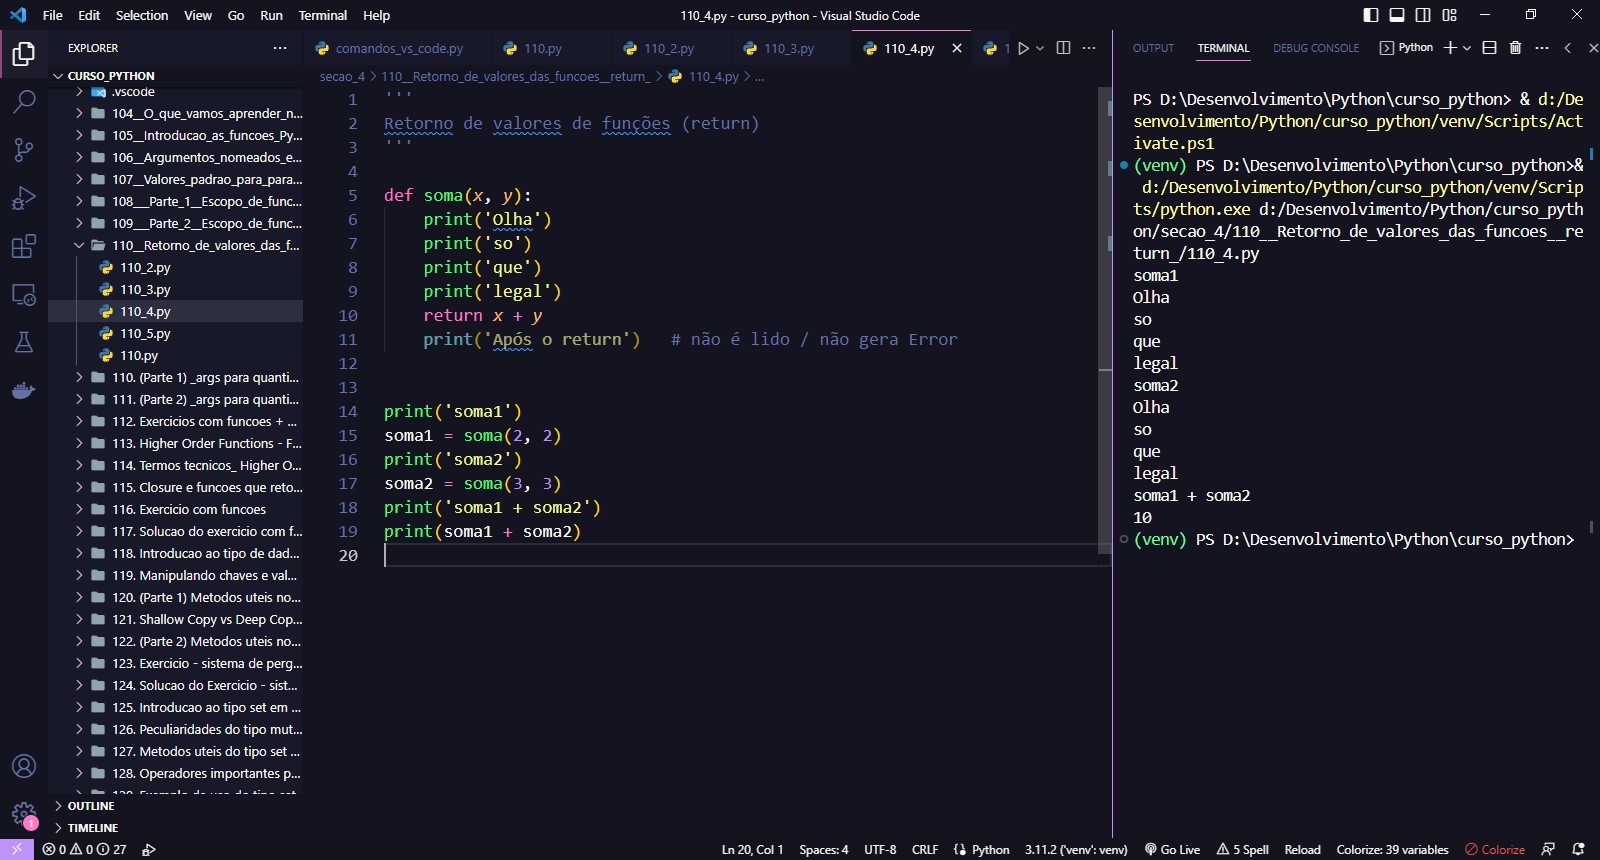 File Edit Selection View Go Run Terminal Help
110_4.py - curso_python - Visual Studio Code
EXPLORER
CURSO_PYTHON
.vscode
104__O_que_vamos_aprender_n...
105__Introducao_as_funcoes_Py...
106__Argumentos_nomeados_e...
107__Valores_padrao_para_para...
108___Parte_1__Escopo_de_func...
109___Parte_2__Escopo_de_func...
110__Retorno_de_valores_das_f...
110_2.py
110_3.py
110_4.py
110_5.py
110.py
110. (Parte 1) _args para quanti...
111. (Parte 2) _args para quanti...
112. Exercicios com funcoes + ...
113. Higher Order Functions - F...
114. Termos tecnicos_ Higher O...
115. Closure e funcoes que reto...
116. Exercicio com funcoes
117. Solucao do exercicio com f...
118. Introducao ao tipo de dad...
119. Manipulando chaves e val...
120. (Parte 1) Metodos uteis no...
121. Shallow Copy vs Deep Cop...
122. (Parte 2) Metodos uteis no...
123. Exercicio - sistema de perg...
124. Solucao do Exercicio - sist...
125. Introducao ao tipo set em ...
126. Peculiaridades do tipo mut...
127. Metodos uteis do tipo set ...
128. Operadores importantes p...
OUTLINE
TIMELINE
comandos_vs_code.py 110.py 110_2.py 110_3.py 110_4.py
secao_4 > 110__Retorno_de_valores_das_funcoes__return_ > 110_4.py > ...
1 '''
2 Retorno de valores de funções (return)
3 '''
4
5 def soma(x, y):
6 print('Olha')
7 print('so')
8 print('que')
9 print('legal')
10 return x + y
11 print('Após o return') # não é lido / não gera Error
12
13
14 print('soma1')
15 soma1 = soma(2, 2)
16 print('soma2')
17 soma2 = soma(3, 3)
18 print('soma1 + soma2')
19 print(soma1 + soma2)
20
OUTPUT TERMINAL DEBUG CONSOLE Python
PS D:\Desenvolvimento\Python\curso_python> & d:/De
senvolvimento/Python/curso_python/venv/Scripts/Act
ivate.ps1
(venv) PS D:\Desenvolvimento\Python\curso_python>&
d:/Desenvolvimento/Python/curso_python/venv/Scrip
ts/python.exe d:/Desenvolvimento/Python/curso_pyth
on/secao_4/110__Retorno_de_valores_das_funcoes__re
turn_/110_4.py
soma1
Olha
so
que
legal
soma2
Olha
so
que
legal
soma1 + soma2
10
(venv) PS D:\Desenvolvimento\Python\curso_python>
1
0 0 27
Ln 20, Col 1 Spaces: 4 UTF-8 CRLF Python 3.11.2 ('venv': venv) Go Live 5 Spell Reload Colorize: 39 variables Colorize